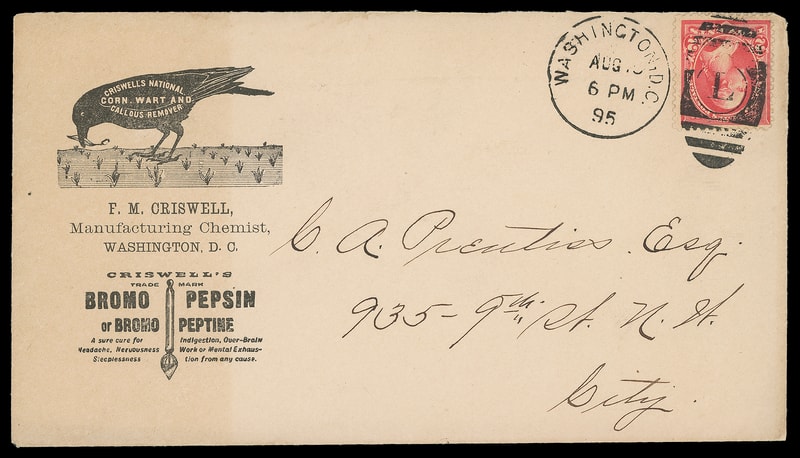 CRISWELLS NATIONAL
CORN. WART AND
CALLOUS REMOVER
F. M. CRISWELL,
Manufacturing Chemist,
WASHINGTON, D. C.
CRISWELL'S
TRADE MARK
BROMO PEPSIN
or BROMO PEPTINE
A sure cure for Indigestion, Over-Brain
Headache, Nervousness Work or Mental Exhaus-
Sleeplessness tion from any cause.
WASHINGTON, D.C.
AUG
6 PM
95
L
C. A. Prentiss Esq.
935-9th St. N. W.
City.